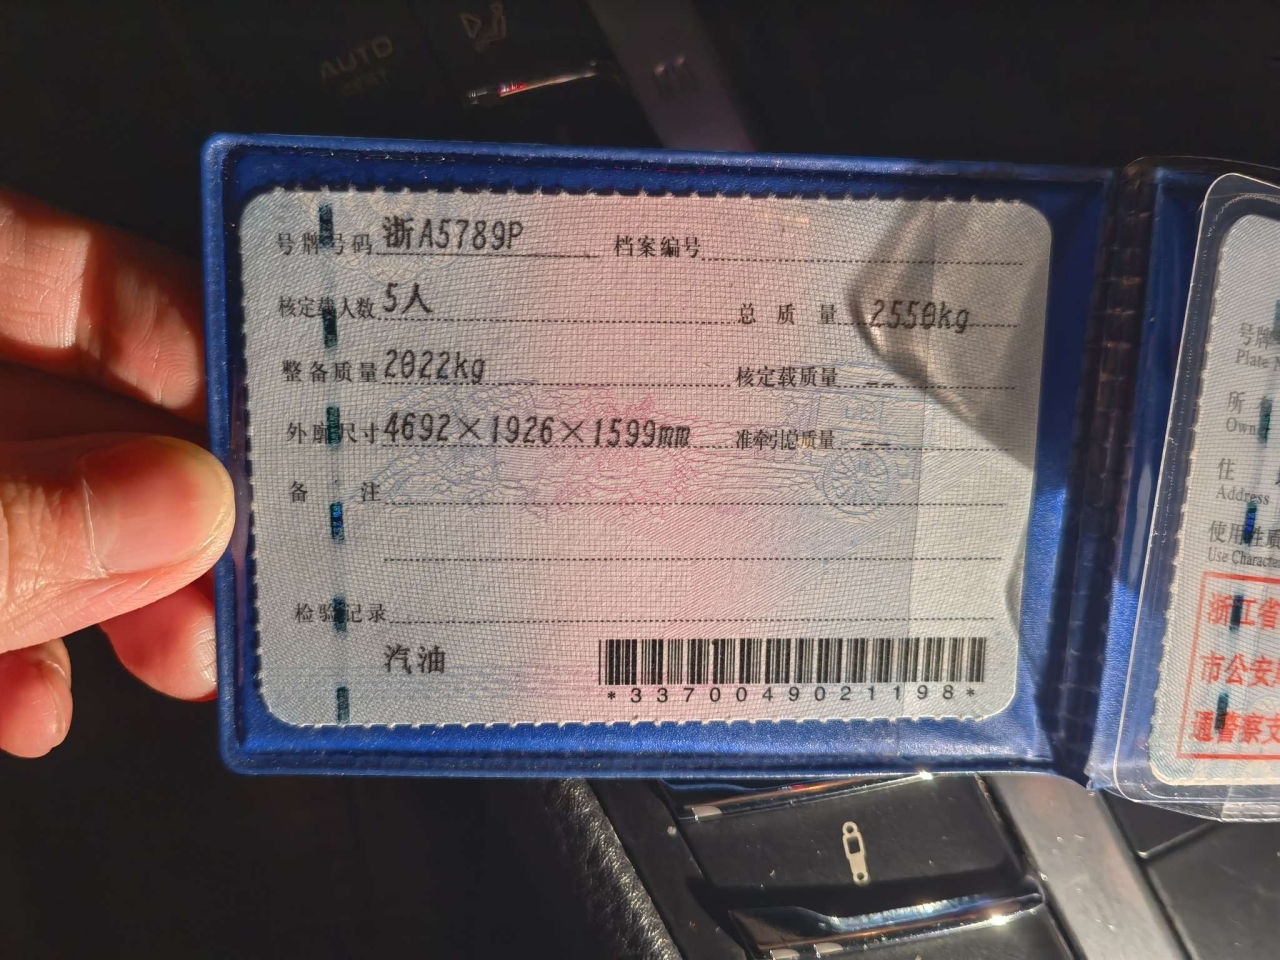 AUTO
号牌号码 浙A5789P 档案编号
核定载人数 5人 总质量 2550kg
整备质量 2022kg 核定载质量 --
外廓尺寸 4692×1926×1599mm 准牵引总质量 --
备注
检验记录
汽油
*3370049021198*
号牌
Plate
所
Own
住
Address
使用性质
Use Character
浙江省
市公安
通警察支